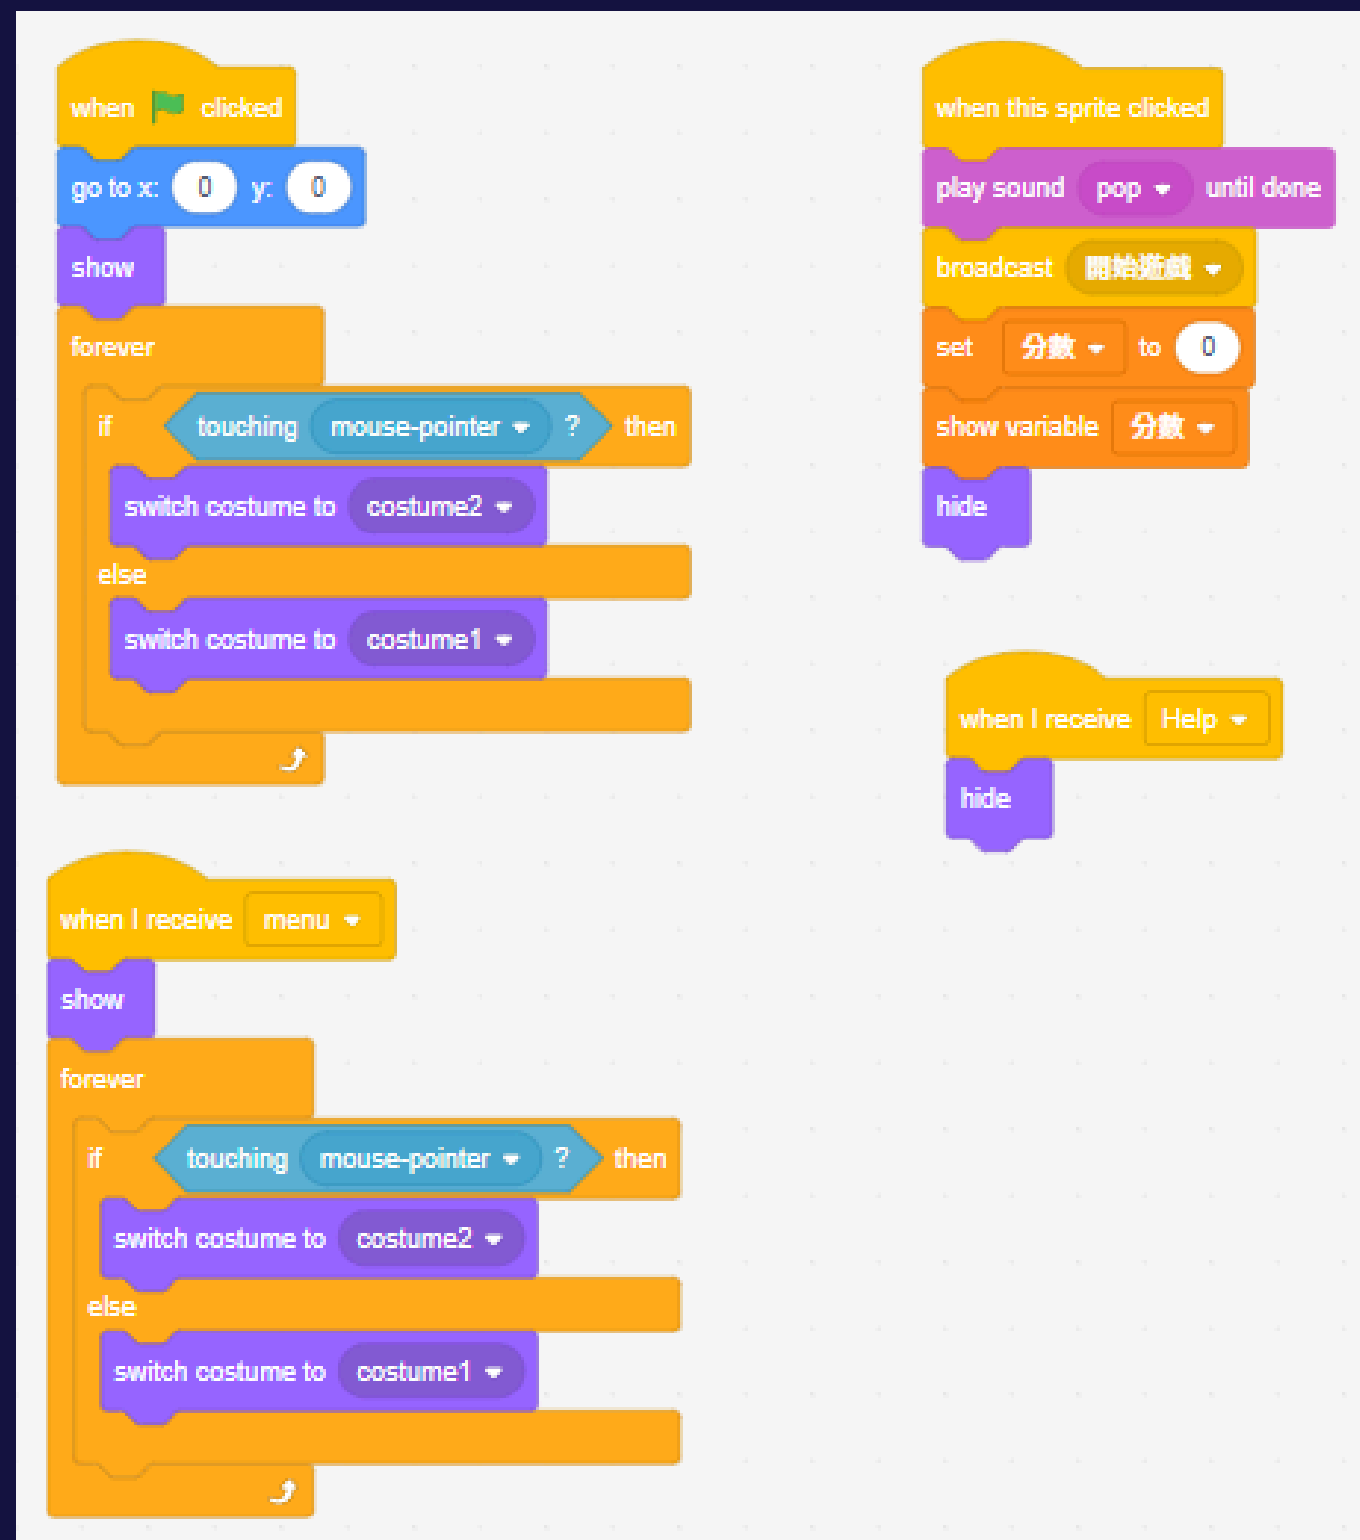 when clicked
go to x: 0 y: 0
show
forever
if touching mouse-pointer ? then
switch costume to costume2
else
switch costume to costume1
when I receive menu
show
forever
if touching mouse-pointer ? then
switch costume to costume2
else
switch costume to costume1
when this sprite clicked
play sound pop until done
broadcast 開始遊戲
set 分數 to 0
show variable 分數
hide
when I receive Help
hide